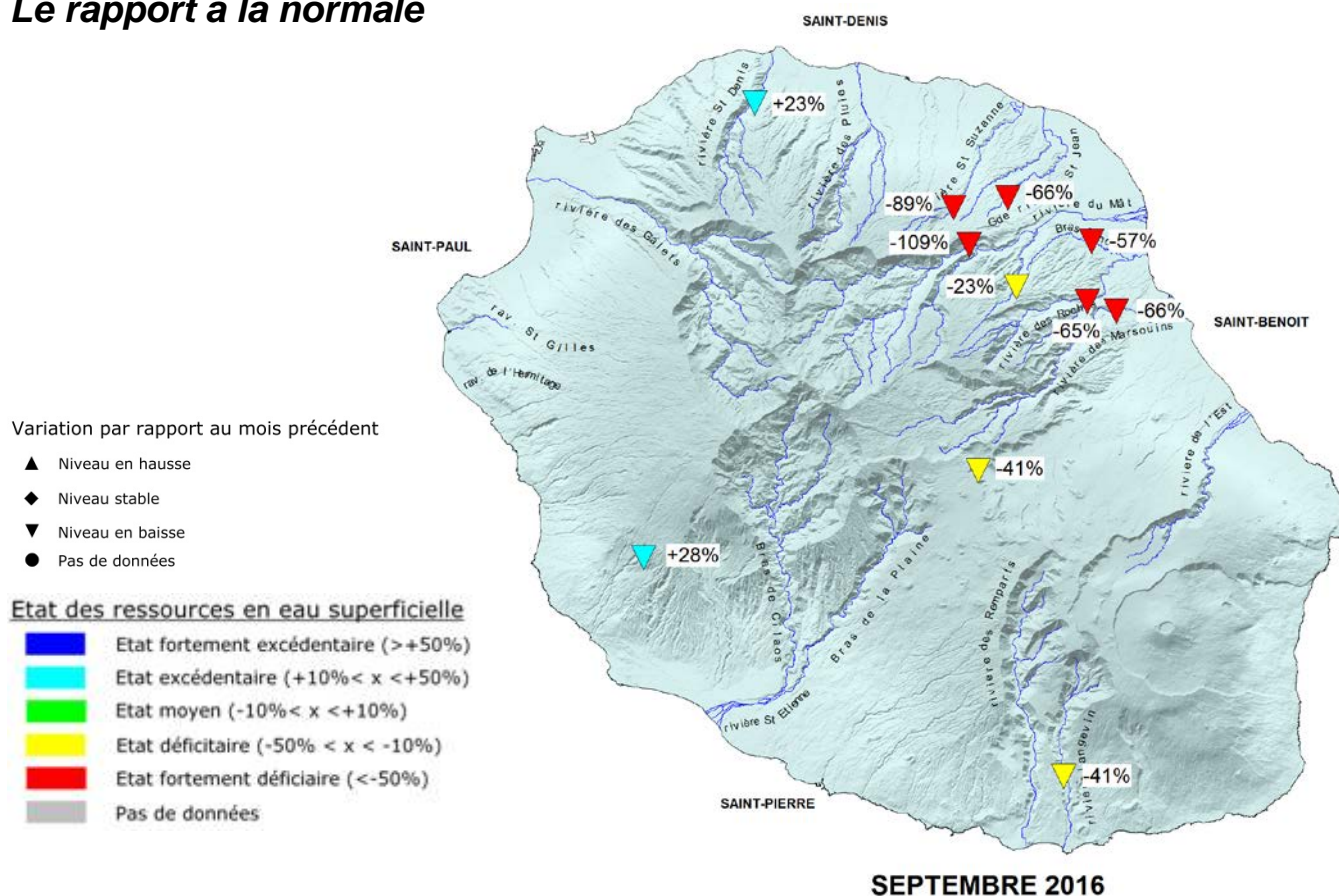 Le rapport à la normale
SAINT-DENIS
rivière St Denis
+23%
rivière des Pluies
St Suzanne
St Jean
-89%
-66%
rivière du Mât
rivière des Galets
-109%
-57%
SAINT-PAUL
-23%
rav. St Gilles
rivière des Roch
-65%
-66%
SAINT-BENOIT
rivière des Marsouins
rav. de l'Hermitage
rivière de l'Est
Variation par rapport au mois précédent
▲ Niveau en hausse
◆ Niveau stable
▼ Niveau en baisse
● Pas de données
-41%
+28%
Bras de Cilaos
Bras de la Plaine
rivière des Remparts
Etat des ressources en eau superficielle
Etat fortement excédentaire (>+50%)
Etat excédentaire (+10%< x <+50%)
Etat moyen (-10%< x <+10%)
Etat déficitaire (-50% < x < -10%)
Etat fortement déficiaire (<-50%)
Pas de données
rivière St Etienne
-41%
SAINT-PIERRE
SEPTEMBRE 2016